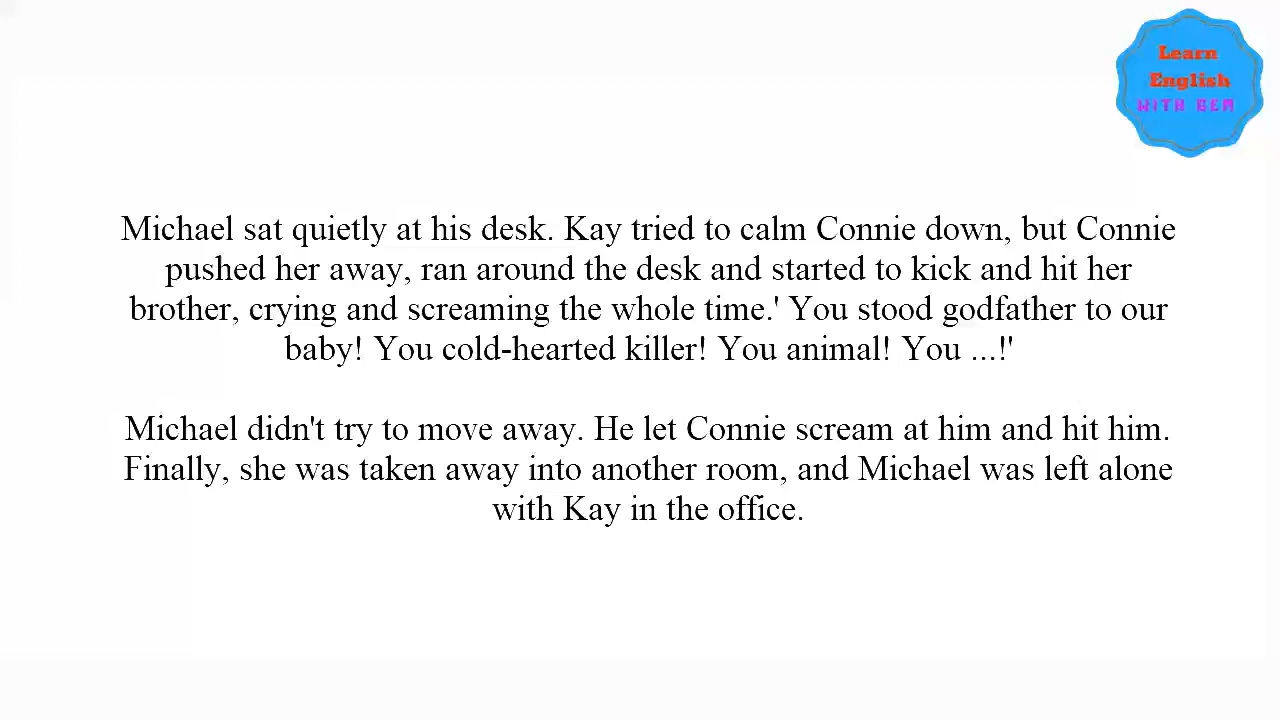 Learn
English
WITH BEN
Michael sat quietly at his desk. Kay tried to calm Connie down, but Connie
pushed her away, ran around the desk and started to kick and hit her
brother, crying and screaming the whole time.' You stood godfather to our
baby! You cold-hearted killer! You animal! You ...!'
Michael didn't try to move away. He let Connie scream at him and hit him.
Finally, she was taken away into another room, and Michael was left alone
with Kay in the office.